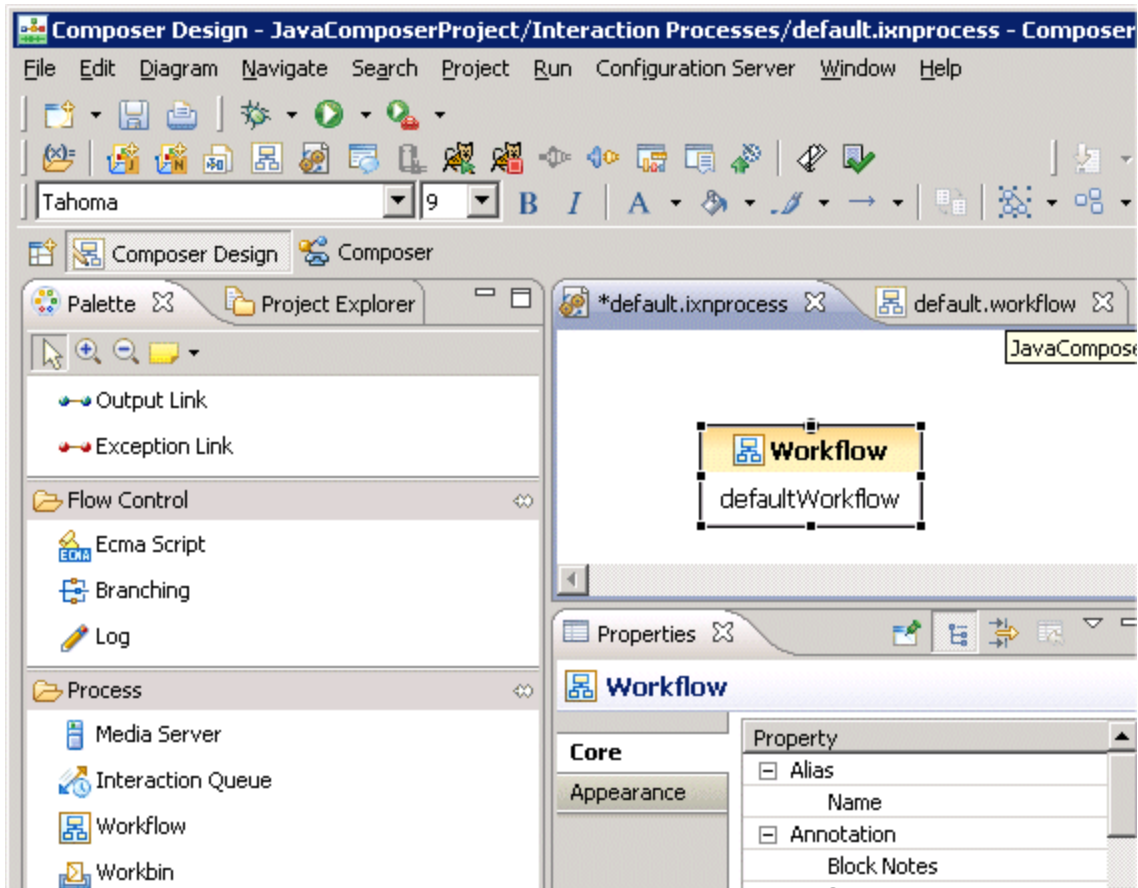 Composer Design - JavaComposerProject/Interaction Processes/default.ixnprocess - Composer
File Edit Diagram Navigate Search Project Run Configuration Server Window Help
Tahoma 9 B I A
Composer Design Composer
Palette Project Explorer
*default.ixnprocess default.workflow
JavaCompose
Output Link
Exception Link
Workflow
defaultWorkflow
Flow Control
Ecma Script
Branching
Log
Properties
Process
Workflow
Media Server
Interaction Queue
Workflow
Workbin
Core
Appearance
Property
Alias
Name
Annotation
Block Notes